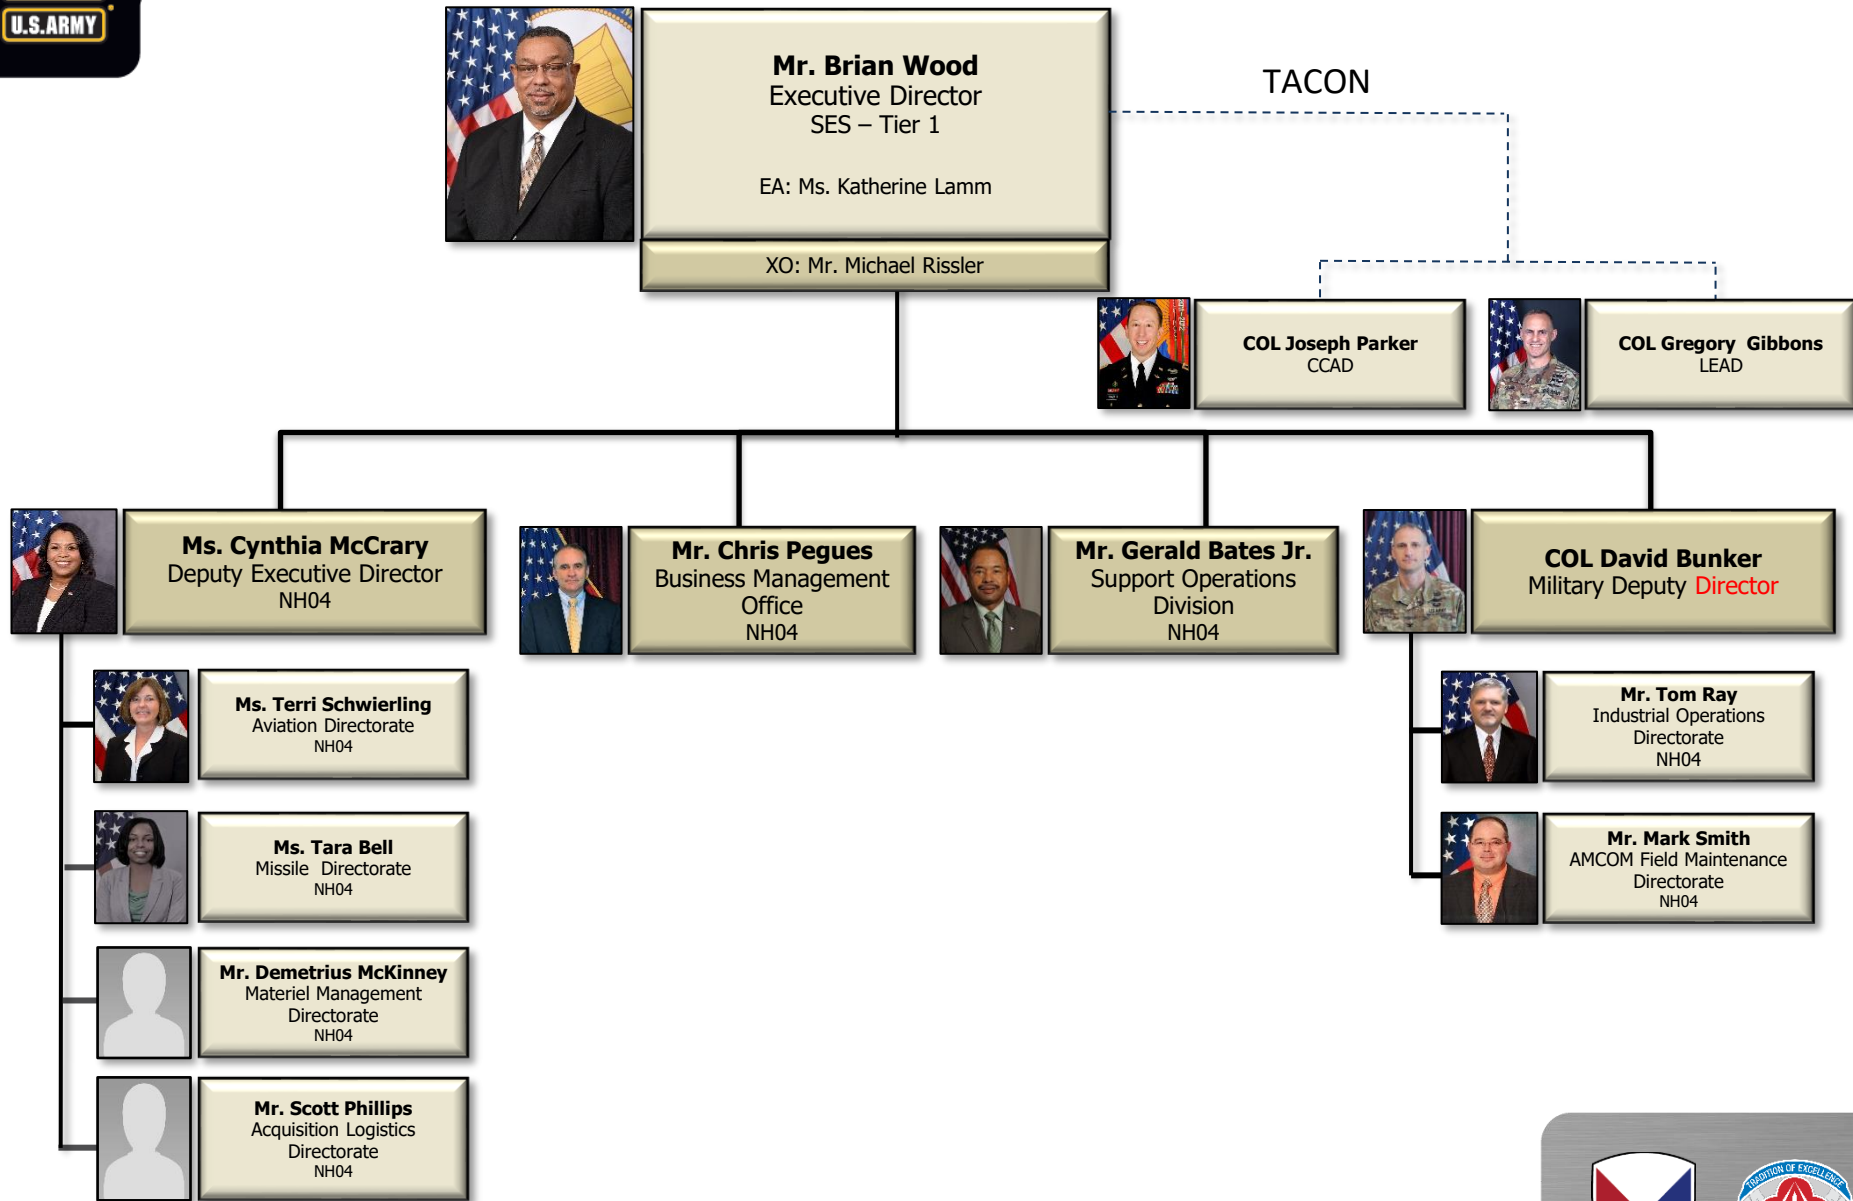 U.S.ARMY
Mr. Brian Wood
Executive Director
SES – Tier 1
EA: Ms. Katherine Lamm
XO: Mr. Michael Rissler
TACON
COL Joseph Parker
CCAD
COL Gregory Gibbons
LEAD
Ms. Cynthia McCrary
Deputy Executive Director
NH04
Mr. Chris Pegues
Business Management
Office
NH04
Mr. Gerald Bates Jr.
Support Operations
Division
NH04
COL David Bunker
Military Deputy Director
Ms. Terri Schwierling
Aviation Directorate
NH04
Ms. Tara Bell
Missile Directorate
NH04
Mr. Demetrius McKinney
Materiel Management
Directorate
NH04
Mr. Scott Phillips
Acquisition Logistics
Directorate
NH04
Mr. Tom Ray
Industrial Operations
Directorate
NH04
Mr. Mark Smith
AMCOM Field Maintenance
Directorate
NH04
TRADITION OF EXCELLENCE